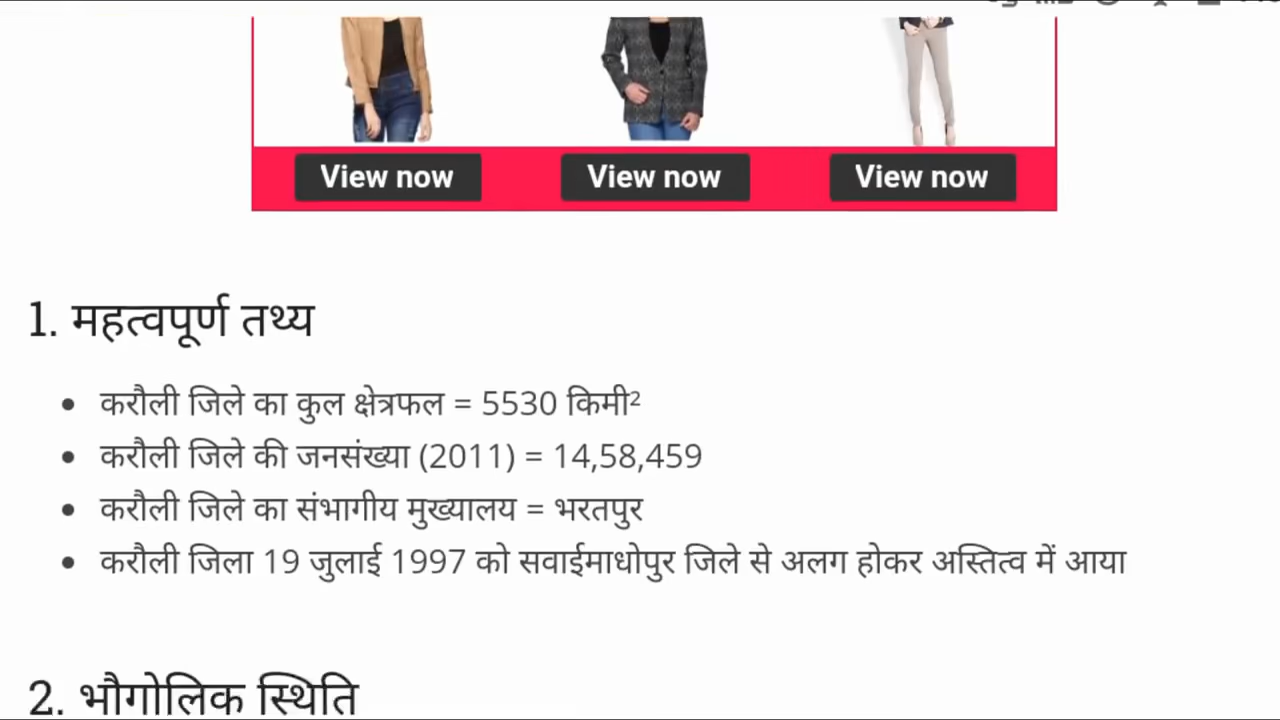 View now View now View now
1. महत्वपूर्ण तथ्य
• करौली जिले का कुल क्षेत्रफल = 5530 किमी²
• करौली जिले की जनसंख्या (2011) = 14,58,459
• करौली जिले का संभागीय मुख्यालय = भरतपुर
• करौली जिला 19 जुलाई 1997 को सवाईमाधोपुर जिले से अलग होकर अस्तित्व में आया
2. भौगोलिक स्थिति